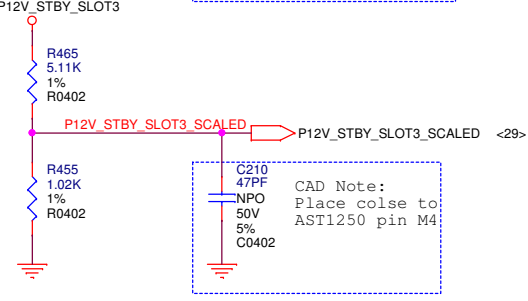 P12V_STBY_SLOT3
R465
5.11K
1%
R0402
P12V_STBY_SLOT3_SCALED
P12V_STBY_SLOT3_SCALED <29>
R455
1.02K
1%
R0402
C210
47PF
NPO
50V
5%
C0402
CAD Note:
Place colse to
AST1250 pin M4